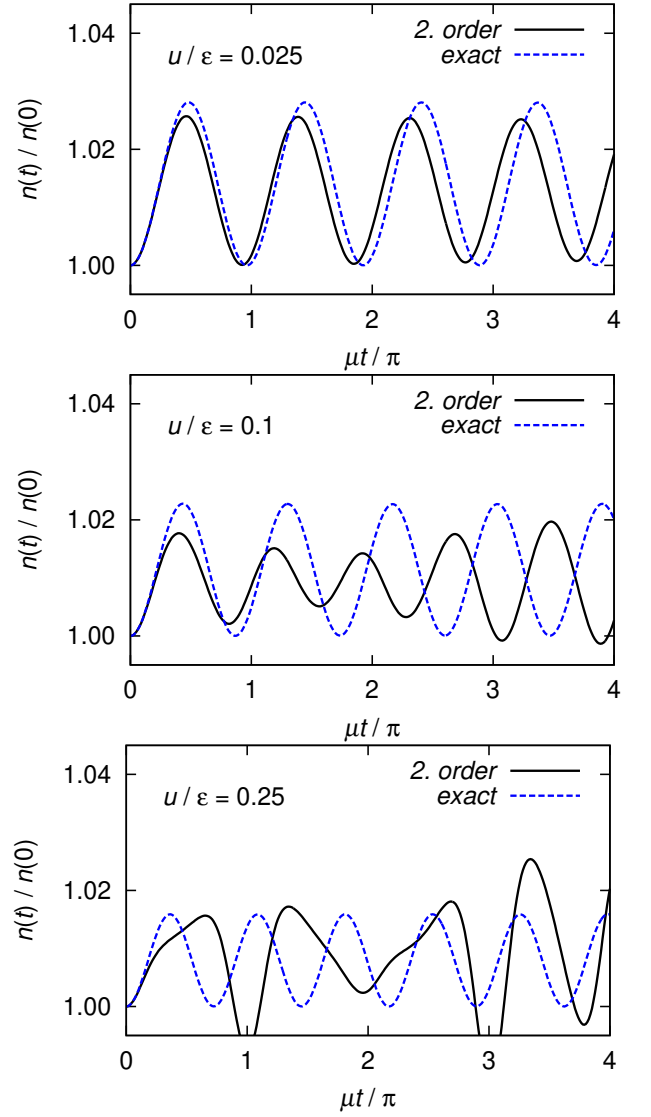 1.04
1.02
1.00
n(t) / n(0)
u / ε = 0.025
2. order
exact
0 1 2 3 4
μt / π
1.04
1.02
1.00
n(t) / n(0)
u / ε = 0.1
2. order
exact
0 1 2 3 4
μt / π
1.04
1.02
1.00
n(t) / n(0)
u / ε = 0.25
2. order
exact
0 1 2 3 4
μt / π